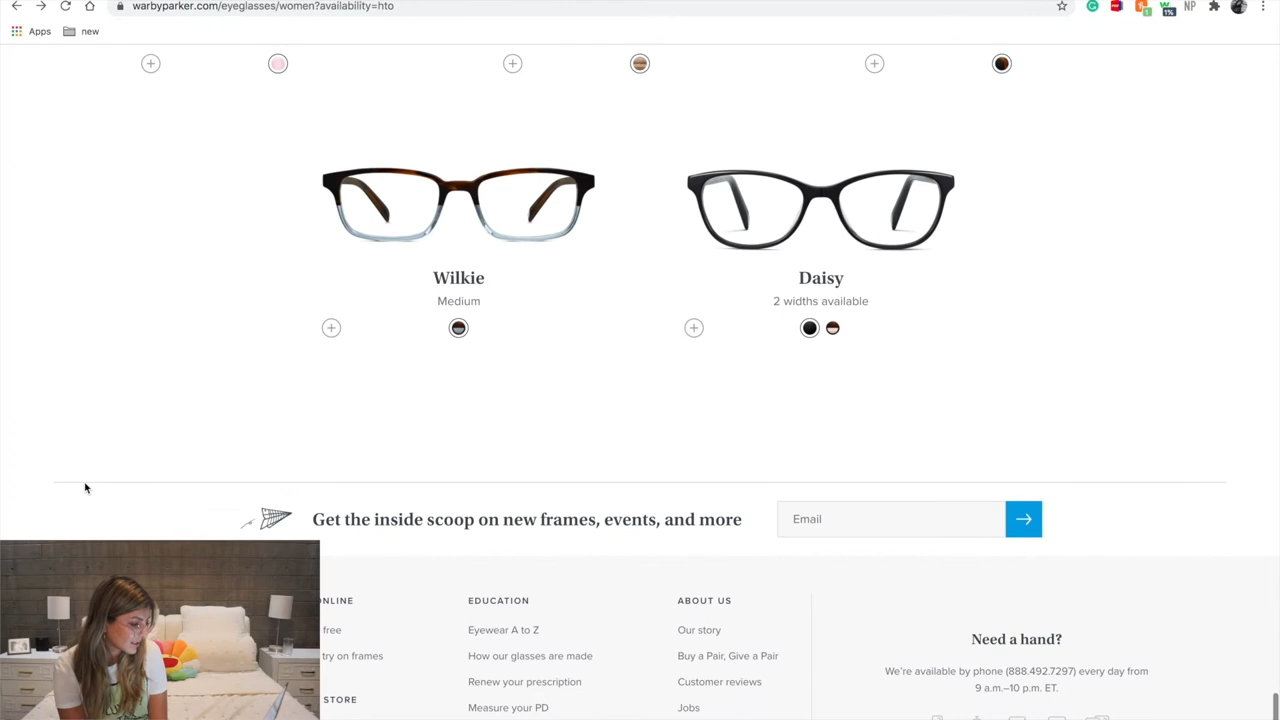 warbyparker.com/eyeglasses/women?availability=hto
NP
1%
1
Apps
new
Wilkie
Medium
Daisy
2 widths available
Get the inside scoop on new frames, events, and more
Email
NLINE
free
try on frames
STORE
EDUCATION
Eyewear A to Z
How our glasses are made
Renew your prescription
Measure your PD
ABOUT US
Our story
Buy a Pair, Give a Pair
Customer reviews
Jobs
Need a hand?
We're available by phone (888.492.7297) every day from
9 a.m.–10 p.m. ET.